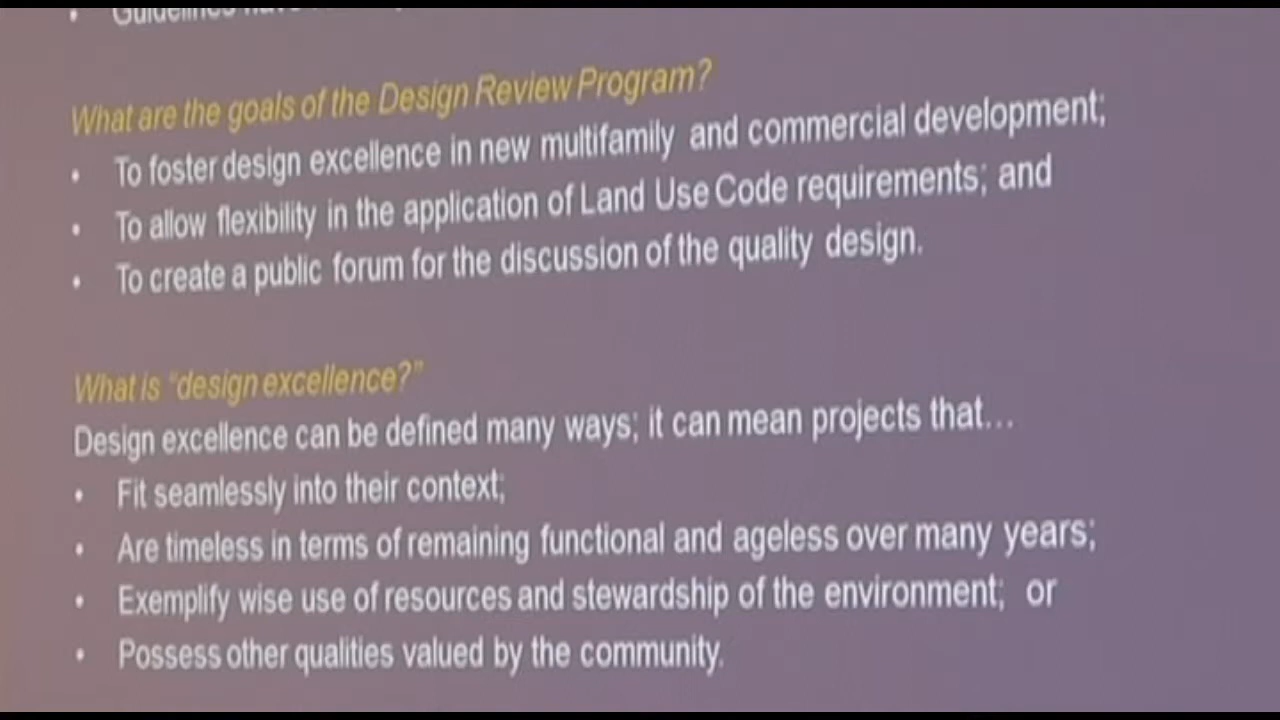 • Guidelines have
What are the goals of the Design Review Program?
• To foster design excellence in new multifamily and commercial development;
• To allow flexibility in the application of Land Use Code requirements; and
• To create a public forum for the discussion of the quality design.
What is "design excellence?"
Design excellence can be defined many ways; it can mean projects that...
• Fit seamlessly into their context;
• Are timeless in terms of remaining functional and ageless over many years;
• Exemplify wise use of resources and stewardship of the environment; or
• Possess other qualities valued by the community.